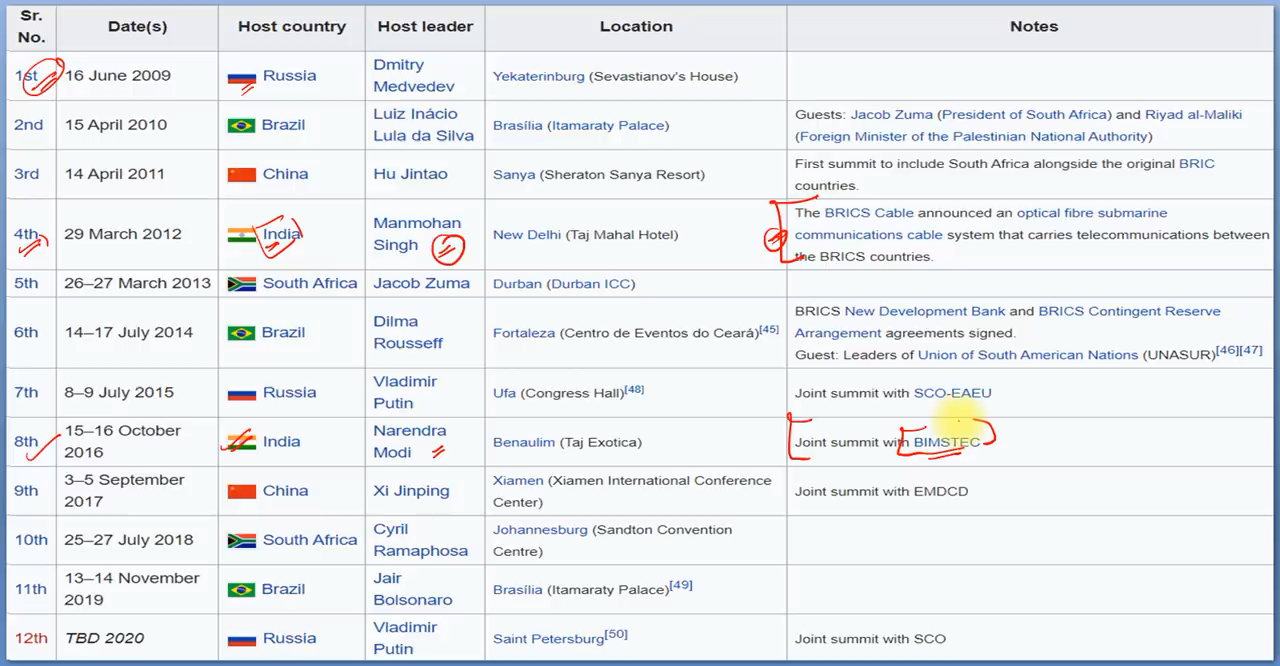 Sr. No. Date(s) Host country Host leader Location Notes
1st 16 June 2009 Russia Dmitry Medvedev Yekaterinburg (Sevastianov's House)
2nd 15 April 2010 Brazil Luiz Inácio Lula da Silva Brasília (Itamaraty Palace) Guests: Jacob Zuma (President of South Africa) and Riyad al-Maliki (Foreign Minister of the Palestinian National Authority)
3rd 14 April 2011 China Hu Jintao Sanya (Sheraton Sanya Resort) First summit to include South Africa alongside the original BRIC countries.
4th 29 March 2012 India Manmohan Singh New Delhi (Taj Mahal Hotel) The BRICS Cable announced an optical fibre submarine communications cable system that carries telecommunications between the BRICS countries.
5th 26–27 March 2013 South Africa Jacob Zuma Durban (Durban ICC)
6th 14–17 July 2014 Brazil Dilma Rousseff Fortaleza (Centro de Eventos do Ceará)[45] BRICS New Development Bank and BRICS Contingent Reserve Arrangement agreements signed. Guest: Leaders of Union of South American Nations (UNASUR)[46][47]
7th 8–9 July 2015 Russia Vladimir Putin Ufa (Congress Hall)[48] Joint summit with SCO-EAEU
8th 15–16 October 2016 India Narendra Modi Benaulim (Taj Exotica) Joint summit with BIMSTEC
9th 3–5 September 2017 China Xi Jinping Xiamen (Xiamen International Conference Center) Joint summit with EMDCD
10th 25–27 July 2018 South Africa Cyril Ramaphosa Johannesburg (Sandton Convention Centre)
11th 13–14 November 2019 Brazil Jair Bolsonaro Brasília (Itamaraty Palace)[49]
12th TBD 2020 Russia Vladimir Putin Saint Petersburg[50] Joint summit with SCO